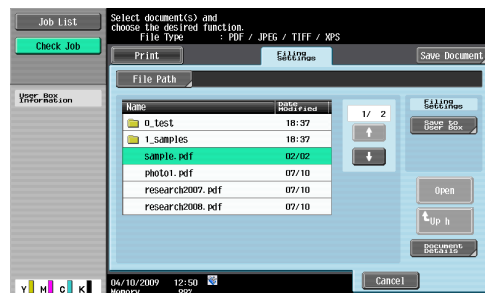 Job List
Check Job
User Box
Information
Select document(s) and
choose the desired function.
File Type : PDF / JPEG / TIFF / XPS
Print
Filing
Settings
Save Document
File Path
Name
Date
Modified
0_test 18:37
1_samples 18:37
sample.pdf 02/02
photo1.pdf 07/10
research2007.pdf 07/10
research2008.pdf 07/10
1/ 2
Filing
Settings
Save to
User Box
Open
Up h
Document
Details
Y M C K
04/10/2009 12:50
Memory 99%
Cancel